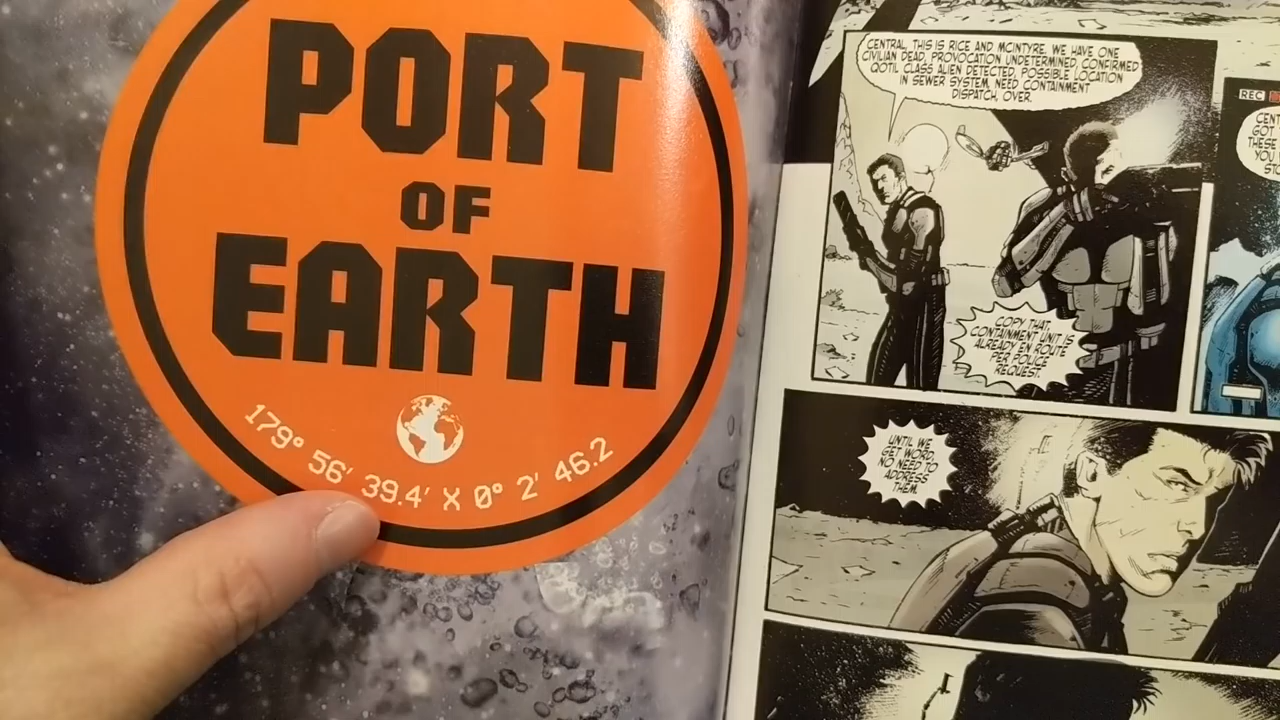 PORT
OF
EARTH
179° 56' 39.4' X 0° 2' 46.2
CENTRAL, THIS IS RICE AND MCINTYRE. WE HAVE ONE
CIVILIAN DEAD, PROVOCATION UNDETERMINED, CONFIRMED
QOTIL CLASS ALIEN DETECTED, POSSIBLE LOCATION
IN SEWER SYSTEM, NEED CONTAINMENT
DISPATCH, OVER.
COPY THAT,
CONTAINMENT UNIT IS
ALREADY EN ROUTE
PER POLICE
REQUEST.
REC
UNTIL WE
GET WORD,
NO NEED TO
ADDRESS
THEM.